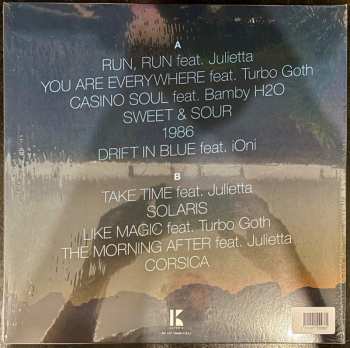 A
RUN, RUN feat. Julietta
YOU ARE EVERYWHERE feat. Turbo Goth
CASINO SOUL feat. Bamby H2O
SWEET & SOUR
1986
DRIFT IN BLUE feat. iOni
B
TAKE TIME feat. Julietta
SOLARIS
LIKE MAGIC feat. Turbo Goth
THE MORNING AFTER feat. Julietta
CORSICA
K